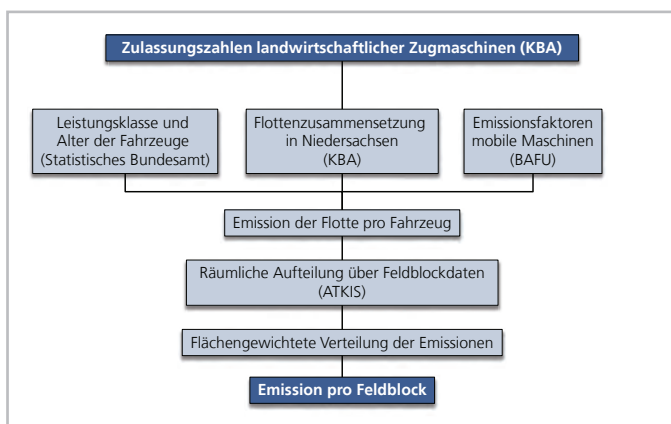 Zulassungszahlen landwirtschaftlicher Zugmaschinen (KBA)
Leistungsklasse und
Alter der Fahrzeuge
(Statistisches Bundesamt)
Flottenzusammensetzung
in Niedersachsen
(KBA)
Emissionsfaktoren
mobile Maschinen
(BAFU)
Emission der Flotte pro Fahrzeug
Räumliche Aufteilung über Feldblockdaten
(ATKIS)
Flächengewichtete Verteilung der Emissionen
Emission pro Feldblock